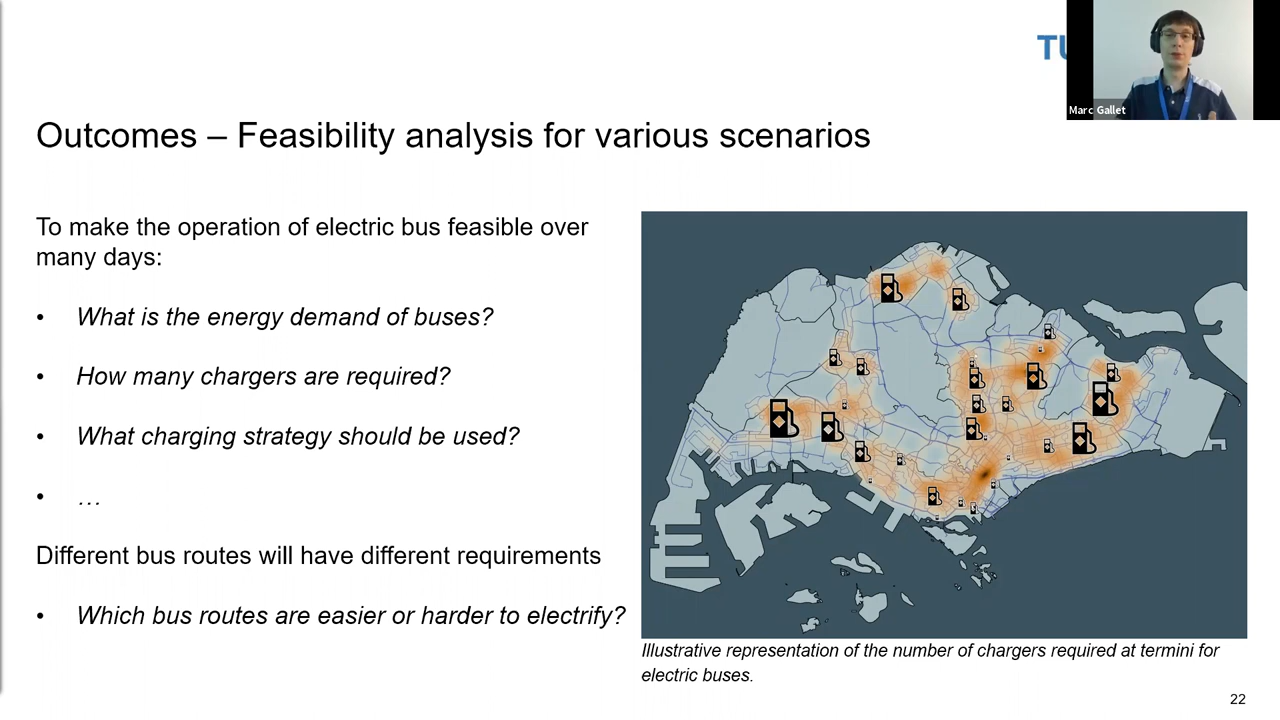 TU
Marc Gallet
Outcomes – Feasibility analysis for various scenarios
To make the operation of electric bus feasible over
many days:
• What is the energy demand of buses?
• How many chargers are required?
• What charging strategy should be used?
• …
Different bus routes will have different requirements
• Which bus routes are easier or harder to electrify?
Illustrative representation of the number of chargers required at termini for
electric buses.
22